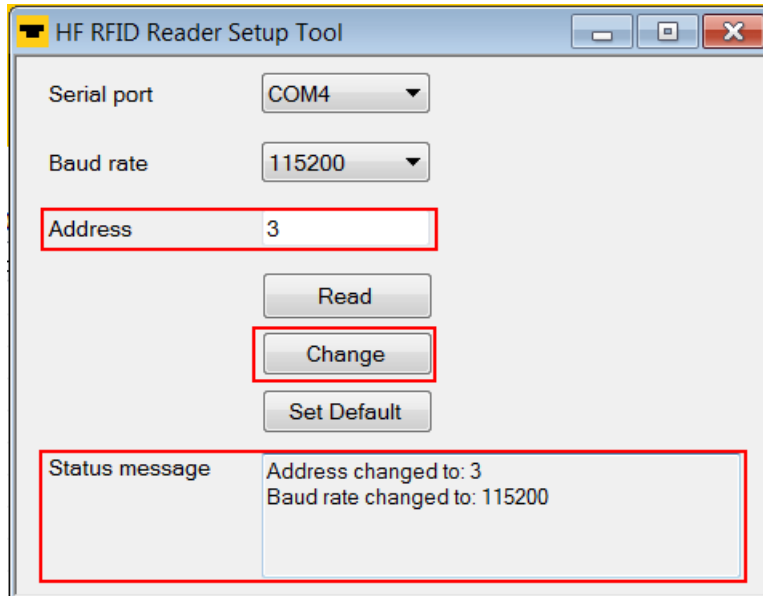 HF RFID Reader Setup Tool
Serial port COM4
Baud rate 115200
Address 3
Read
Change
Set Default
Status message Address changed to: 3
Baud rate changed to: 115200